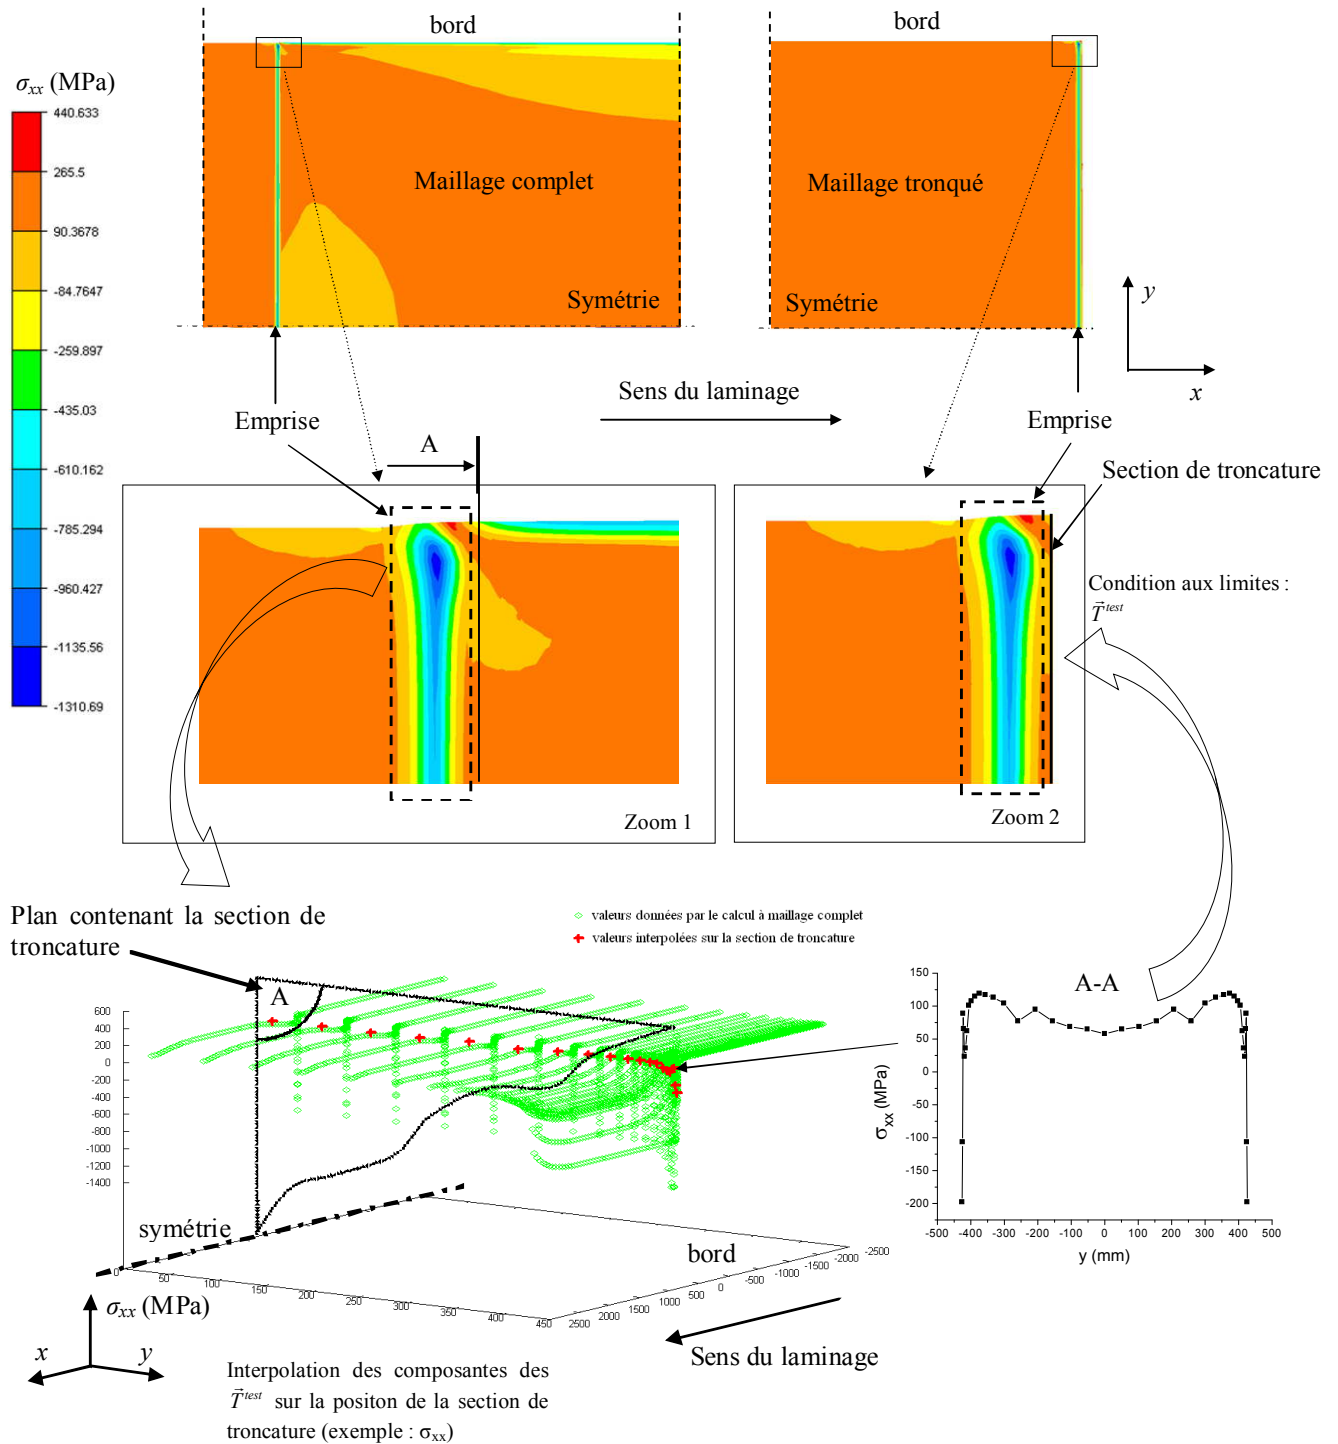 bord
bord
σxx (MPa)
440.633
265.5
90.3678
-84.7647
-259.897
-435.03
-610.162
-785.294
-960.427
-1135.56
-1310.69
Maillage complet
Maillage tronqué
Symétrie
Symétrie
y
x
Sens du laminage
Emprise
Emprise
A
Section de troncature
Condition aux limites :
T⃗ test
Zoom 1
Zoom 2
Plan contenant la section de
troncature
valeurs données par le calcul à maillage complet
valeurs interpolées sur la section de troncature
A
600
400
200
0
-200
-400
-600
-800
-1000
-1200
-1400
symétrie
bord
0
50
100
150
200
250
300
350
400
450
2500
2000
1500
1000
500
0
-500
-1000
-1500
-2000
-2500
σxx (MPa)
x
y
Sens du laminage
A-A
150
100
50
0
-50
-100
-150
-200
σxx (MPa)
-500 -400 -300 -200 -100 0 100 200 300 400 500
y (mm)
Interpolation des composantes des
T⃗ test sur la positon de la section de
troncature (exemple : σxx)